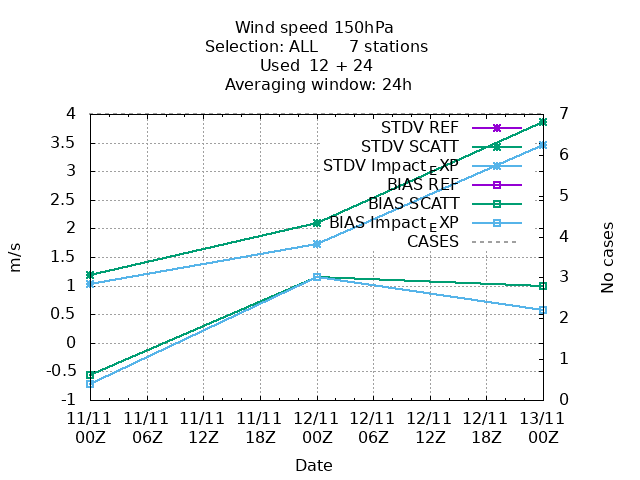 Wind speed 150hPa
Selection: ALL 7 stations
Used 12 + 24
Averaging window: 24h
4 7
STDV REF
3.5 STDV SCATT
6
3 STDV Impact_EXP
BIAS REF
2.5 5
BIAS SCATT
2 BIAS Impact_EXP
4
1.5 CASES
m/s
No cases
1 3
0.5 2
0
1
-0.5
-1 0
11/11 11/11 11/11 11/11 12/11 12/11 12/11 12/11 13/11
00Z 06Z 12Z 18Z 00Z 06Z 12Z 18Z 00Z
Date